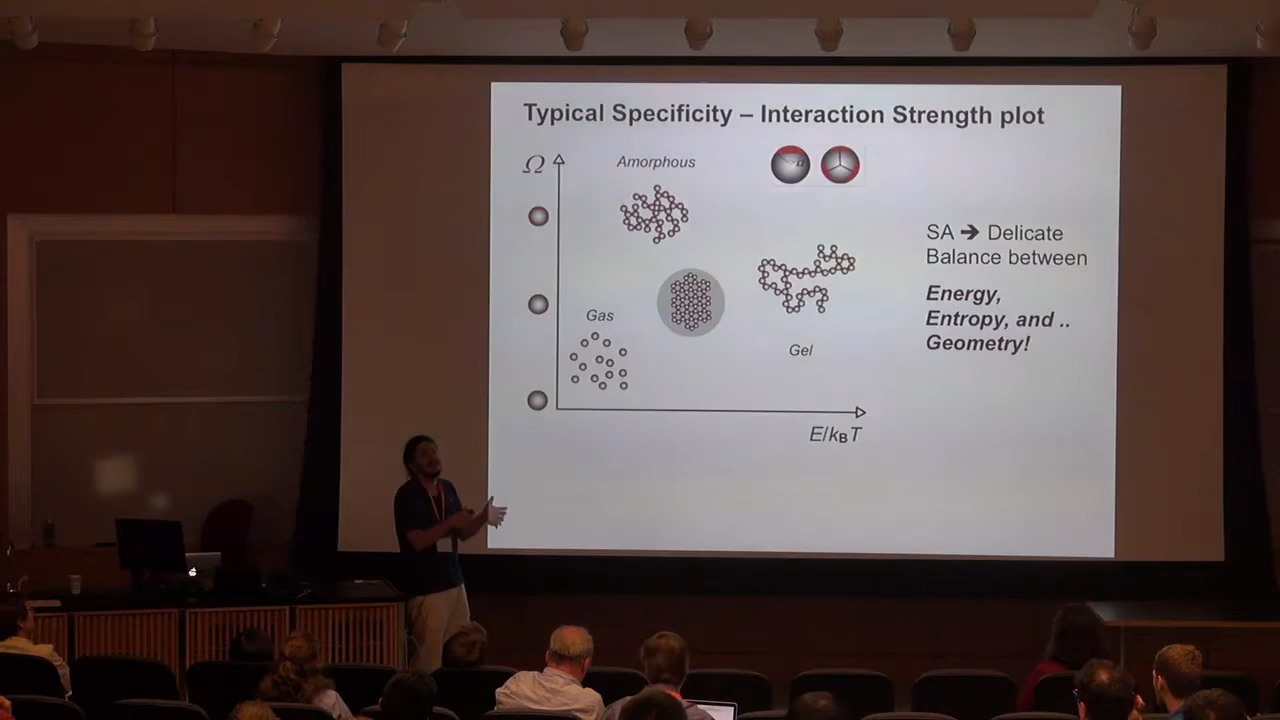 Typical Specificity – Interaction Strength plot
Ω
Amorphous
Ω
SA ➔ Delicate
Balance between
Energy,
Entropy, and ..
Geometry!
Gas
Gel
E/kBT